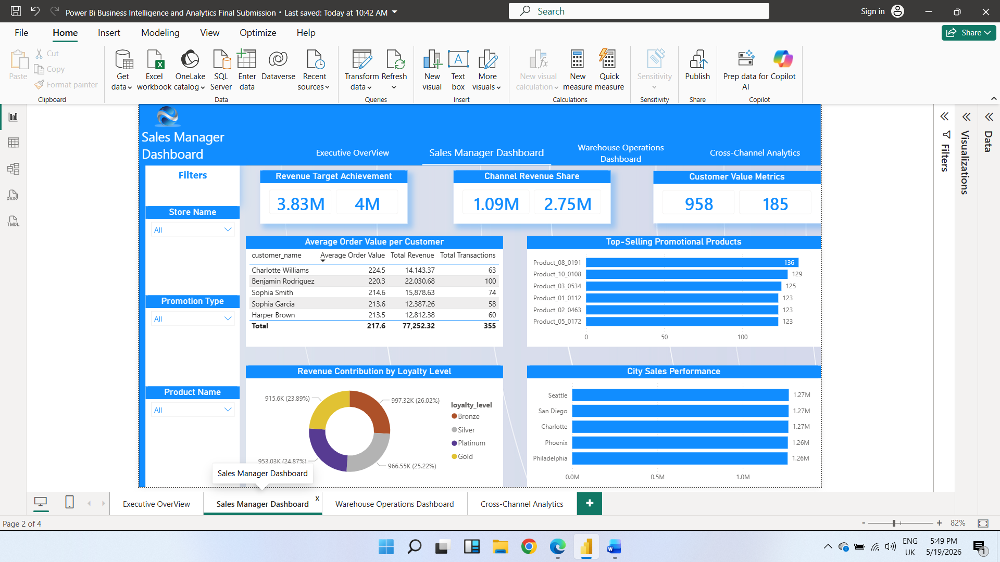 Power Bi Business Intelligence and Analytics Final Submission • Last saved: Today at 10:42 AM
Search
Sign in
File
Home
Insert
Modeling
View
Optimize
Help
Share
Paste
Cut
Copy
Format painter
Clipboard
Get data
Excel workbook
OneLake catalog
SQL Server
Enter data
Dataverse
Recent sources
Data
Transform data
Refresh
Queries
New visual
Text box
More visuals
Insert
New visual calculation
New measure
Quick measure
Calculations
Sensitivity
Sensitivity
Publish
Share
Prep data for AI
Copilot
Copilot
DAX
TMDL
Sales Manager
Dashboard
Executive OverView
Sales Manager Dashboard
Warehouse Operations
Dashboard
Cross-Channel Analytics
Filters
Store Name
All
Promotion Type
All
Product Name
All
Revenue Target Achievement
3.83M 4M
Channel Revenue Share
1.09M 2.75M
Customer Value Metrics
958 185
Average Order Value per Customer
customer_name Average Order Value Total Revenue Total Transactions
Charlotte Williams 224.5 14,143.37 63
Benjamin Rodriguez 220.3 22,030.68 100
Sophia Smith 214.6 15,878.63 74
Sophia Garcia 213.6 12,387.26 58
Harper Brown 213.5 12,812.38 60
Total 217.6 77,252.32 355
Top-Selling Promotional Products
Product_08_0191 136
Product_10_0108 129
Product_03_0534 125
Product_01_0112 123
Product_02_0463 123
Product_05_0172 123
0 50 100
Revenue Contribution by Loyalty Level
915.6K (23.89%)
997.32K (26.02%)
953.03K (24.87%)
966.55K (25.22%)
loyalty_level
Bronze
Silver
Platinum
Gold
City Sales Performance
Seattle 1.27M
San Diego 1.27M
Charlotte 1.27M
Phoenix 1.26M
Philadelphia 1.26M
0.0M 0.5M 1.0M
Sales Manager Dashboard
Filters
Visualizations
Data
Executive OverView
Sales Manager Dashboard
x
Warehouse Operations Dashboard
Cross-Channel Analytics
+
Page 2 of 4
- + 82%
ENG
UK
5:49 PM
5/19/2026
1